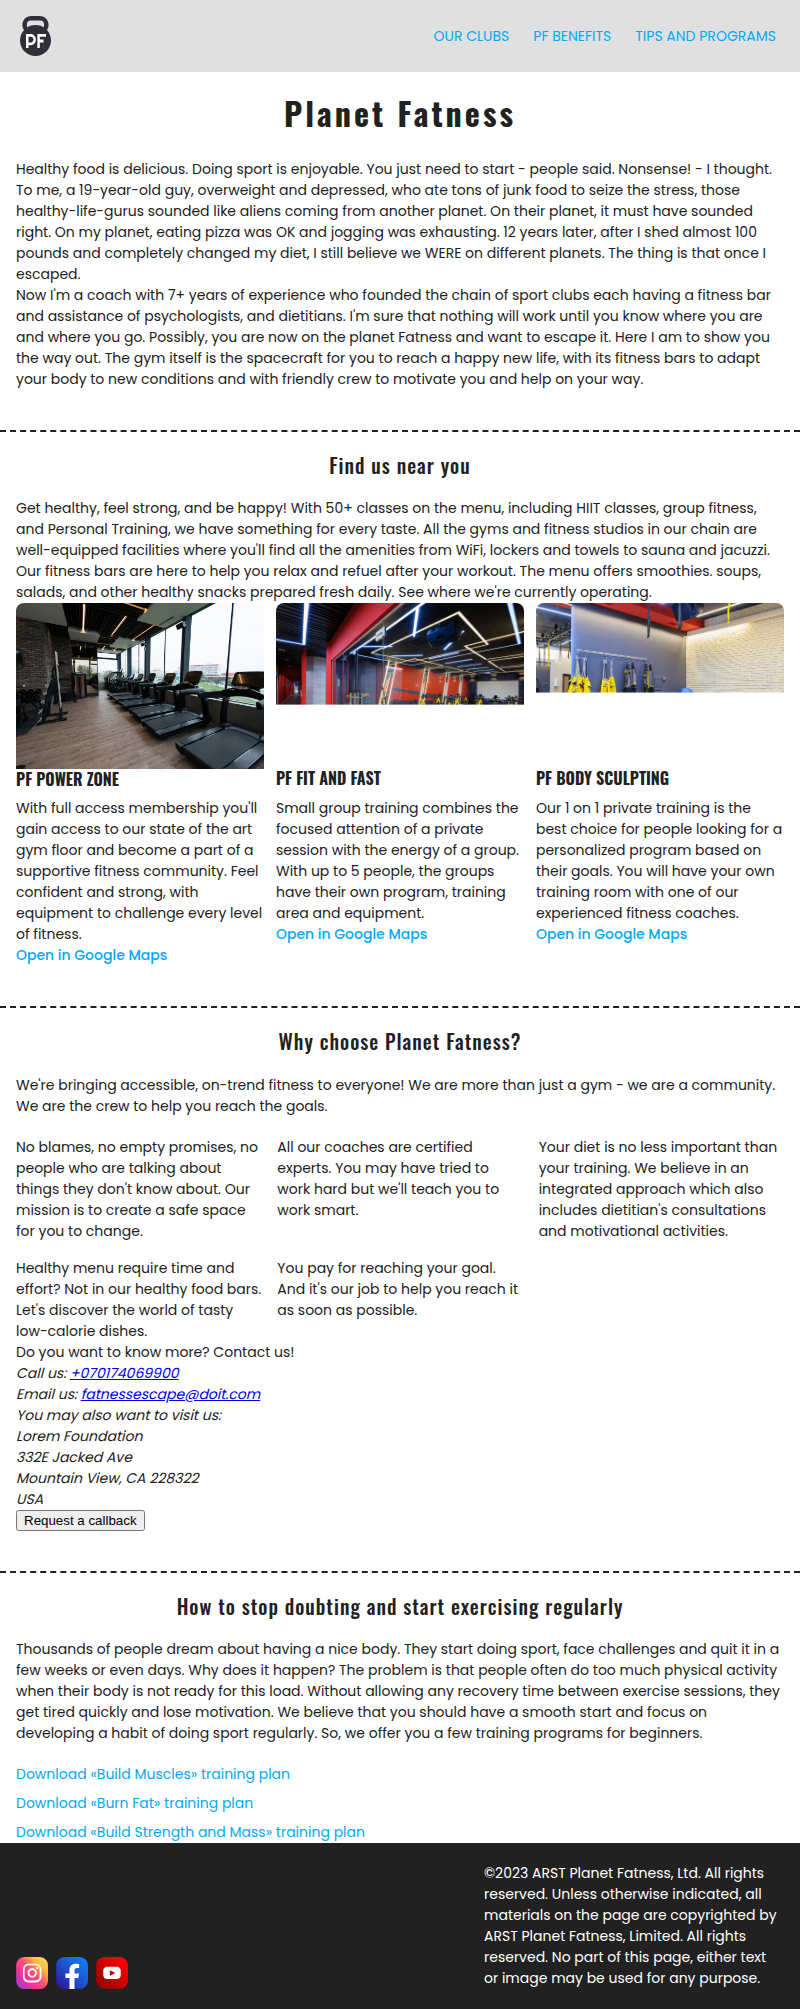 PF
OUR CLUBS PF BENEFITS TIPS AND PROGRAMS
Planet Fatness
Healthy food is delicious. Doing sport is enjoyable. You just need to start - people said. Nonsense! - I thought.
To me, a 19-year-old guy, overweight and depressed, who ate tons of junk food to seize the stress, those
healthy-life-gurus sounded like aliens coming from another planet. On their planet, it must have sounded
right. On my planet, eating pizza was OK and jogging was exhausting. 12 years later, after I shed almost 100
pounds and completely changed my diet, I still believe we WERE on different planets. The thing is that once I
escaped.
Now I'm a coach with 7+ years of experience who founded the chain of sport clubs each having a fitness bar
and assistance of psychologists, and dietitians. I'm sure that nothing will work until you know where you are
and where you go. Possibly, you are now on the planet Fatness and want to escape it. Here I am to show you
the way out. The gym itself is the spacecraft for you to reach a happy new life, with its fitness bars to adapt
your body to new conditions and with friendly crew to motivate you and help on your way.
Find us near you
Get healthy, feel strong, and be happy! With 50+ classes on the menu, including HIIT classes, group fitness,
and Personal Training, we have something for every taste. All the gyms and fitness studios in our chain are
well-equipped facilities where you'll find all the amenities from WiFi, lockers and towels to sauna and jacuzzi.
Our fitness bars are here to help you relax and refuel after your workout. The menu offers smoothies. soups,
salads, and other healthy snacks prepared fresh daily. See where we're currently operating.
PF POWER ZONE
With full access membership you'll
gain access to our state of the art
gym floor and become a part of a
supportive fitness community. Feel
confident and strong, with
equipment to challenge every level
of fitness.
Open in Google Maps
PF FIT AND FAST
Small group training combines the
focused attention of a private
session with the energy of a group.
With up to 5 people, the groups
have their own program, training
area and equipment.
Open in Google Maps
PF BODY SCULPTING
Our 1 on 1 private training is the
best choice for people looking for a
personalized program based on
their goals. You will have your own
training room with one of our
experienced fitness coaches.
Open in Google Maps
Why choose Planet Fatness?
We're bringing accessible, on-trend fitness to everyone! We are more than just a gym - we are a community.
We are the crew to help you reach the goals.
No blames, no empty promises, no
people who are talking about
things they don't know about. Our
mission is to create a safe space
for you to change.
All our coaches are certified
experts. You may have tried to
work hard but we'll teach you to
work smart.
Your diet is no less important than
your training. We believe in an
integrated approach which also
includes dietitian's consultations
and motivational activities.
Healthy menu require time and
effort? Not in our healthy food bars.
Let's discover the world of tasty
low-calorie dishes.
You pay for reaching your goal.
And it's our job to help you reach it
as soon as possible.
Do you want to know more? Contact us!
Call us: +070174069900
Email us: fatnessescape@doit.com
You may also want to visit us:
Lorem Foundation
332E Jacked Ave
Mountain View, CA 228322
USA
Request a callback
How to stop doubting and start exercising regularly
Thousands of people dream about having a nice body. They start doing sport, face challenges and quit it in a
few weeks or even days. Why does it happen? The problem is that people often do too much physical activity
when their body is not ready for this load. Without allowing any recovery time between exercise sessions, they
get tired quickly and lose motivation. We believe that you should have a smooth start and focus on
developing a habit of doing sport regularly. So, we offer you a few training programs for beginners.
Download «Build Muscles» training plan
Download «Burn Fat» training plan
Download «Build Strength and Mass» training plan
©2023 ARST Planet Fatness, Ltd. All rights
reserved. Unless otherwise indicated, all
materials on the page are copyrighted by
ARST Planet Fatness, Limited. All rights
reserved. No part of this page, either text
or image may be used for any purpose.